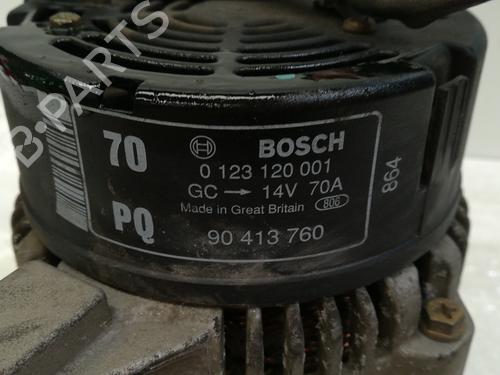 B-PARTS
70
BOSCH
0 123 120 001
GC → 14V 70A
Made in Great Britain 806
PQ
90 413 760
864